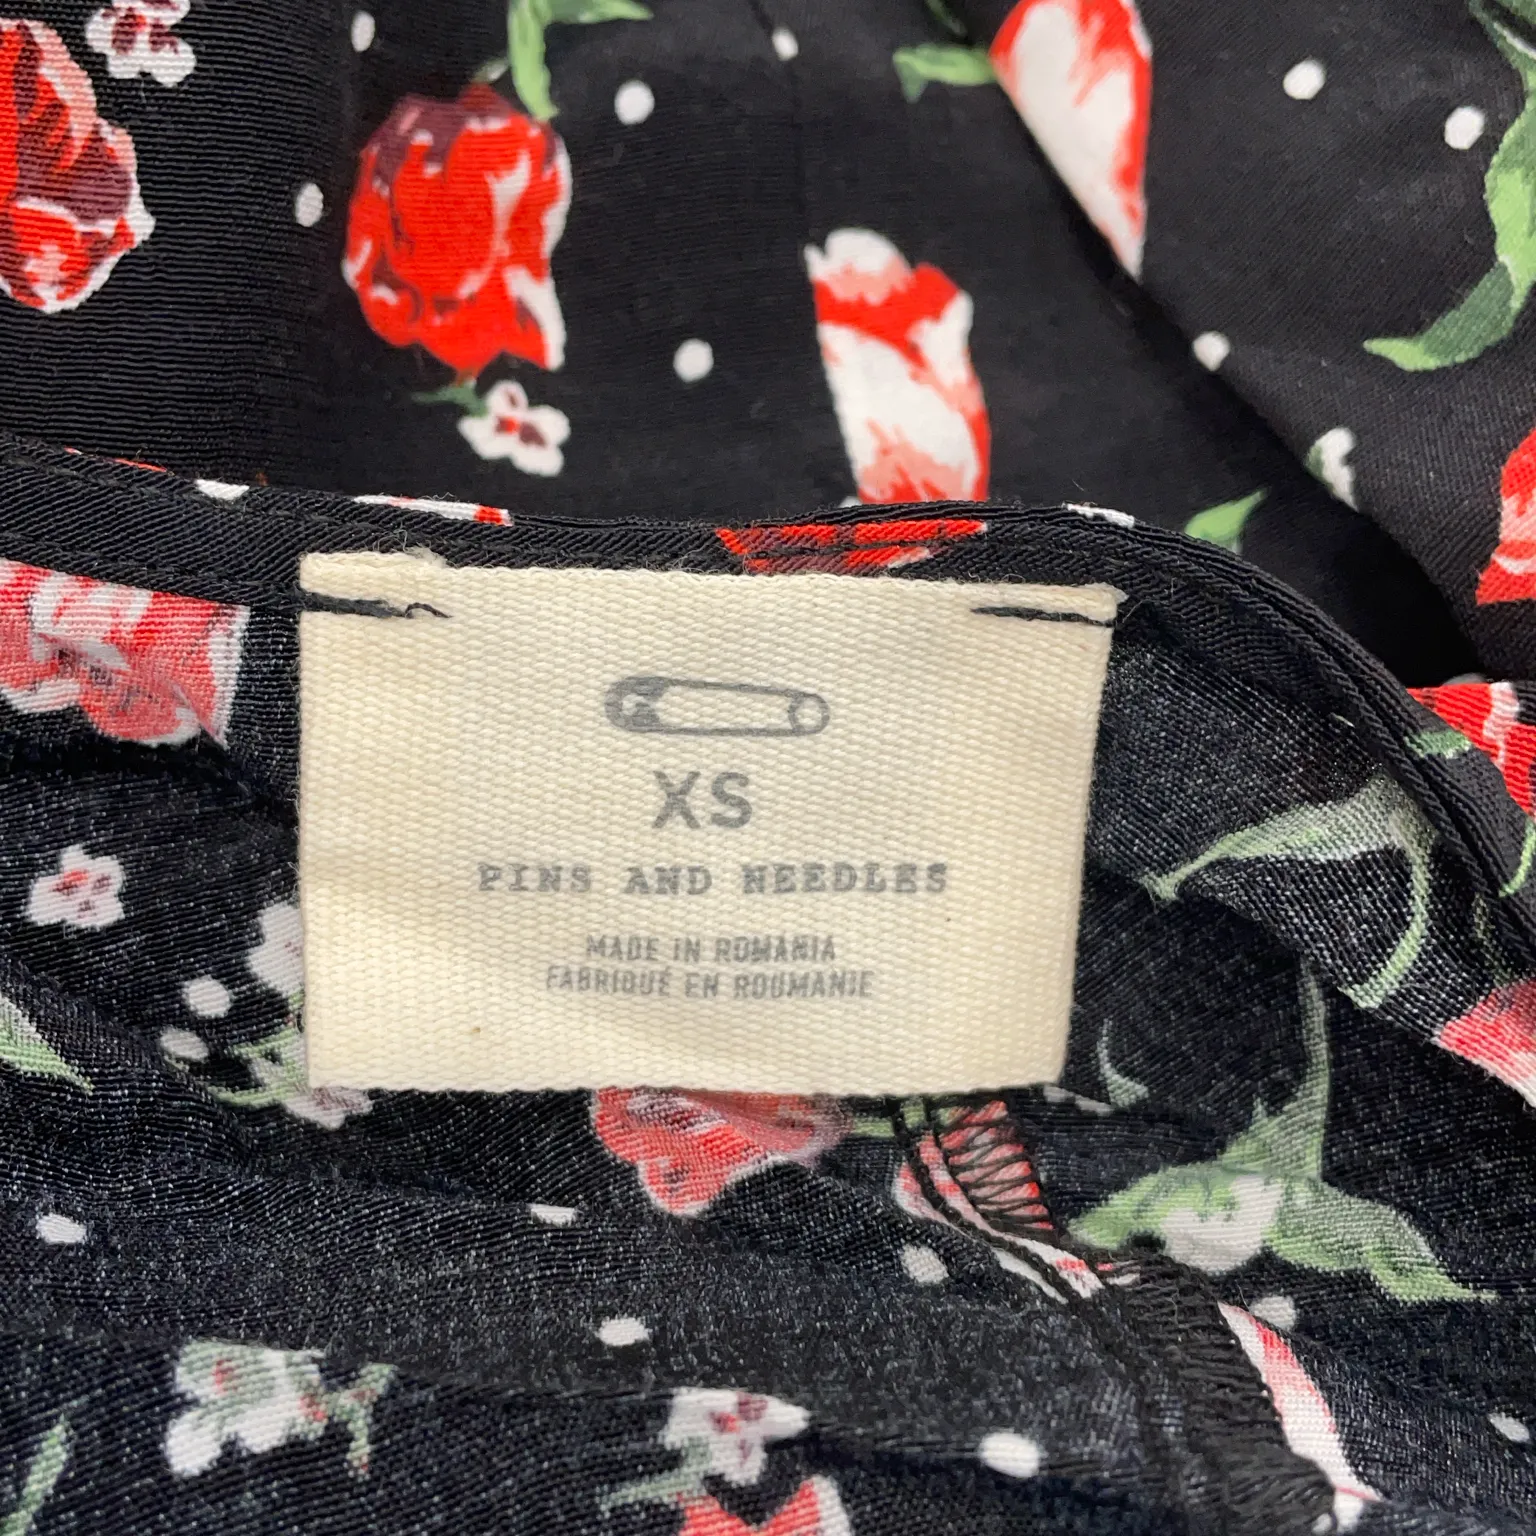 XS
PINS AND NEEDLES
MADE IN ROMANIA
FABRIQUÉ EN ROUMANIE